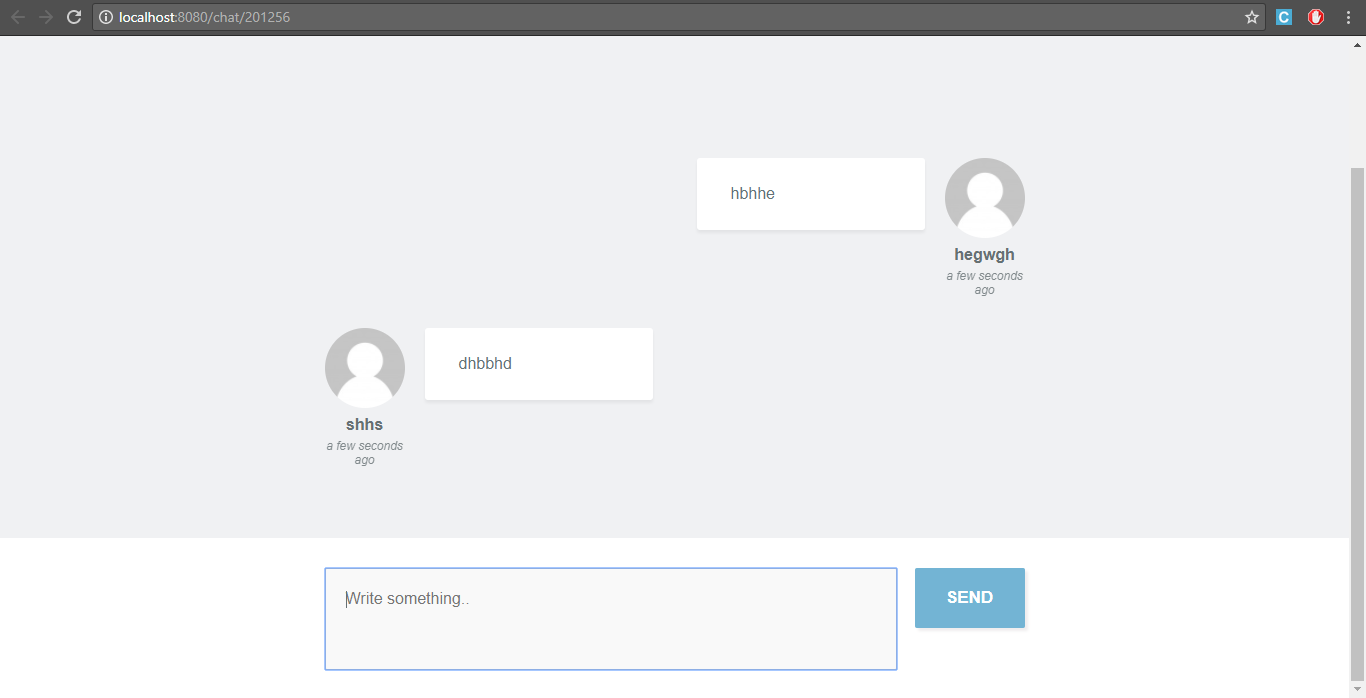 localhost:8080/chat/201256
C
hbhhe
hegwgh
a few seconds
ago
dhbbhd
shhs
a few seconds
ago
Write something..
SEND